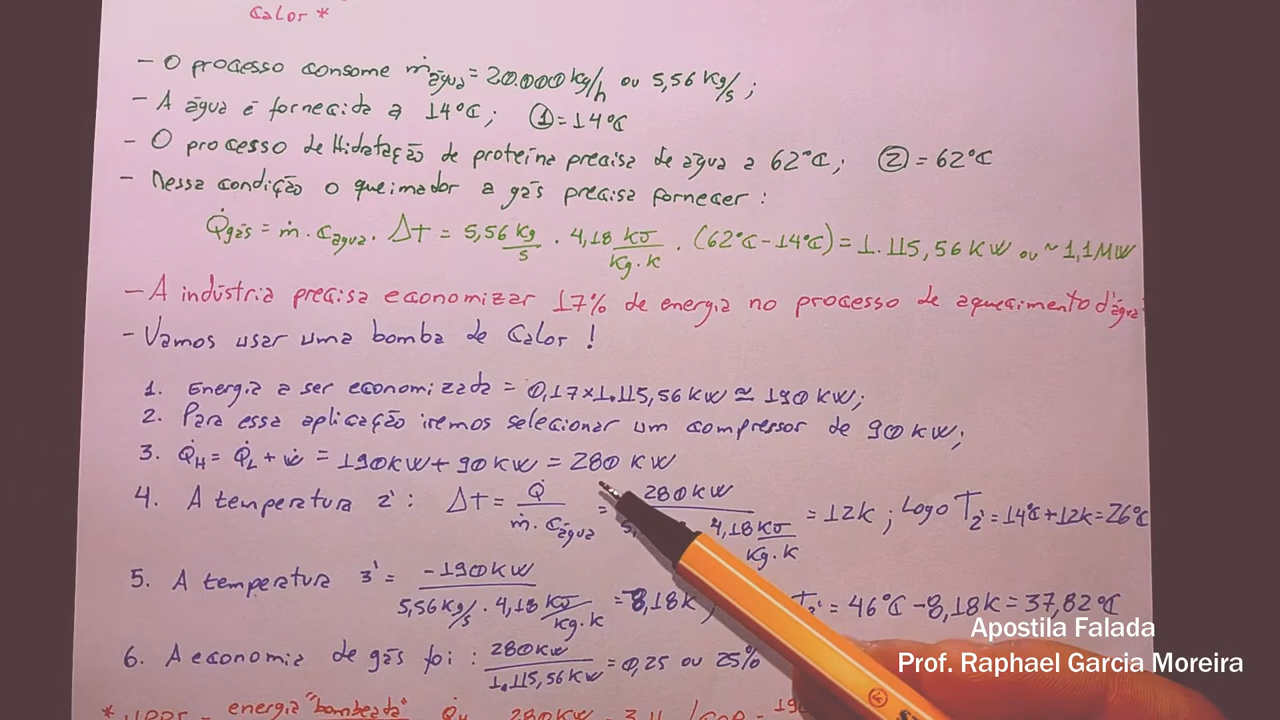 Calor *
- O processo consome ṁágua = 20.000 kg/h ou 5,56 kg/s ;
- A água é fornecida a 14°C ; ① = 14°C
- O processo de Hidratação de proteína precisa de água a 62°C ; ② = 62°C
- Nessa condição o queimador a gás precisa fornecer :
Q̇gás = ṁ . Cágua . Δt = 5,56 kg/s . 4,18 kJ/kg.k . (62°C - 14°C) = 1.115,56 KW ou ~ 1,1 MW
- A indústria precisa economizar 17% de energia no processo de aquecimento d'água
- Vamos usar uma bomba de calor !
1. Energia a ser economizada = 0,17 x 1.115,56 KW ≅ 190 KW ;
2. Para essa aplicação iremos selecionar um compressor de 90 KW ;
3. Q̇H = Q̇L + ẇ = 190 KW + 90 KW = 280 KW
4. A temperatura 2' : Δt = Q̇ / ṁ . Cágua = 280 KW / 4,18 kJ/kg.k = 12 k ; logo T2' = 14°C + 12k = 26°C
5. A temperatura 3' = -190 KW / 5,56 kg/s . 4,18 kJ/kg.k = -8,18 k ; = 46°C - 8,18k = 37,82°C
6. A economia de gás foi : 280 KW / 1.115,56 KW = 0,25 ou 25%
energia "bombeada" 280 KW
Apostila Falada
Prof. Raphael Garcia Moreira